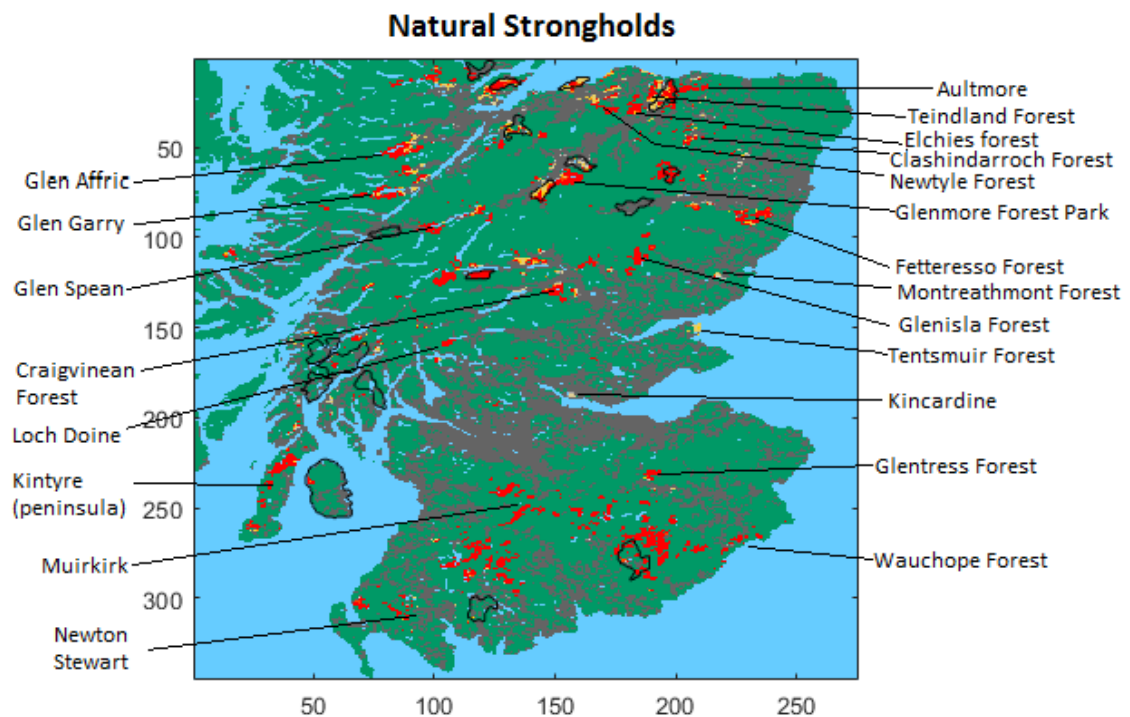 Natural Strongholds
Aultmore
Teindland Forest
Elchies forest
Clashindarroch Forest
Newtyle Forest
Glenmore Forest Park
Fetteresso Forest
Montreathmont Forest
Glenisla Forest
Tentsmuir Forest
Kincardine
Glentress Forest
Wauchope Forest
Glen Affric
Glen Garry
Glen Spean
Craigvinean
Forest
Loch Doine
Kintyre
(peninsula)
Muirkirk
Newton
Stewart
50
100
150
200
250
300
50
100
150
200
250